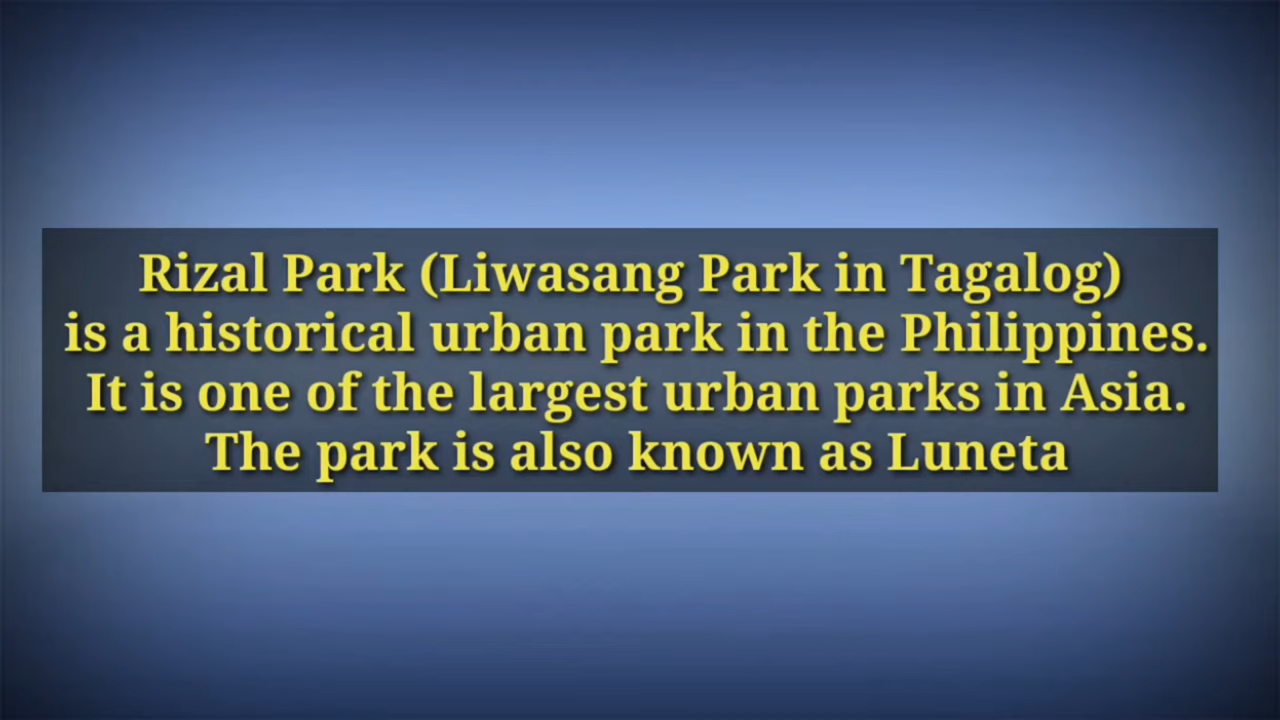 Rizal Park (Liwasang Park in Tagalog)
is a historical urban park in the Philippines.
It is one of the largest urban parks in Asia.
The park is also known as Luneta